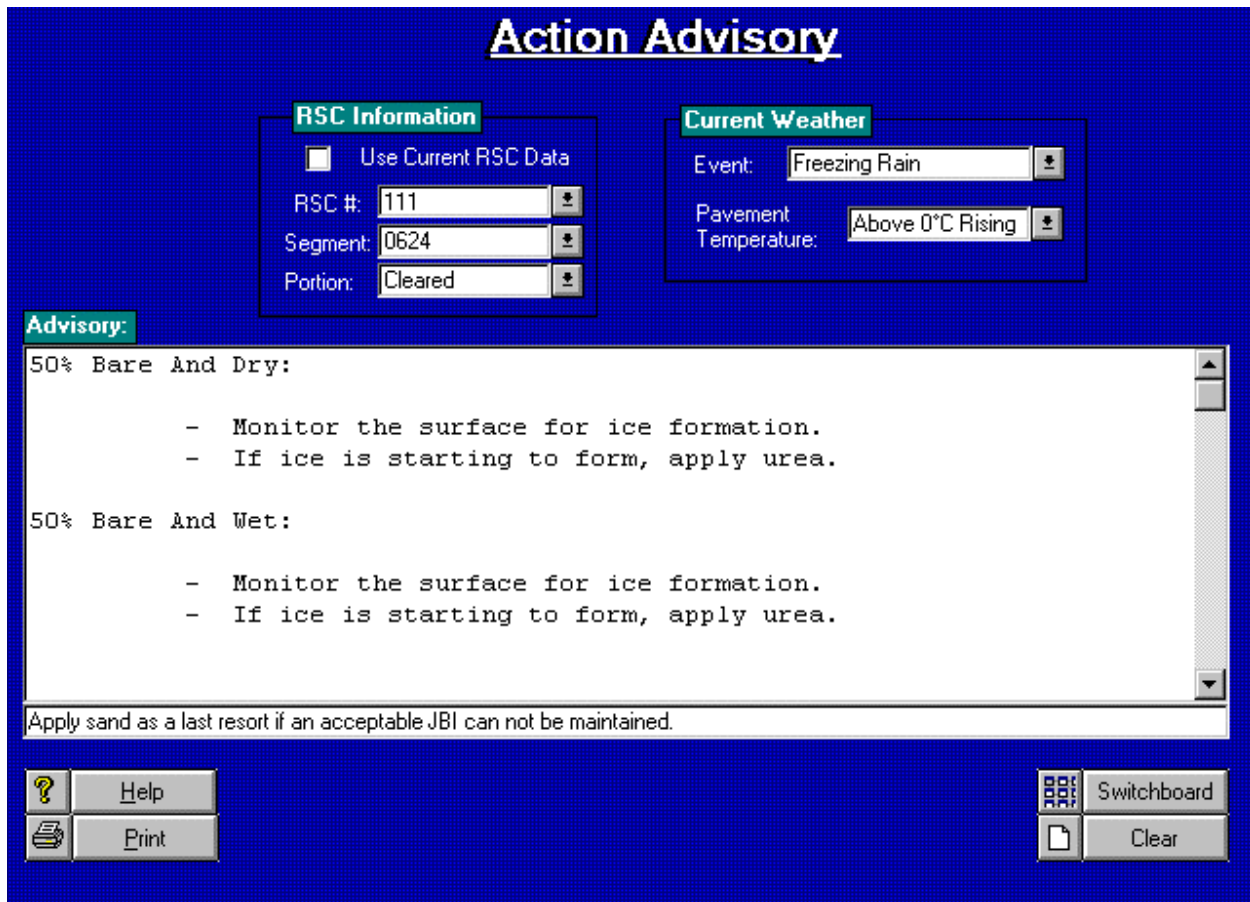 Action Advisory
RSC Information
Use Current RSC Data
RSC #: 111
Segment: 0624
Portion: Cleared
Current Weather
Event: Freezing Rain
Pavement
Temperature: Above 0°C Rising
Advisory:
50% Bare And Dry:
- Monitor the surface for ice formation.
- If ice is starting to form, apply urea.
50% Bare And Wet:
- Monitor the surface for ice formation.
- If ice is starting to form, apply urea.
Apply sand as a last resort if an acceptable JBI can not be maintained.
? Help
Print
Switchboard
Clear